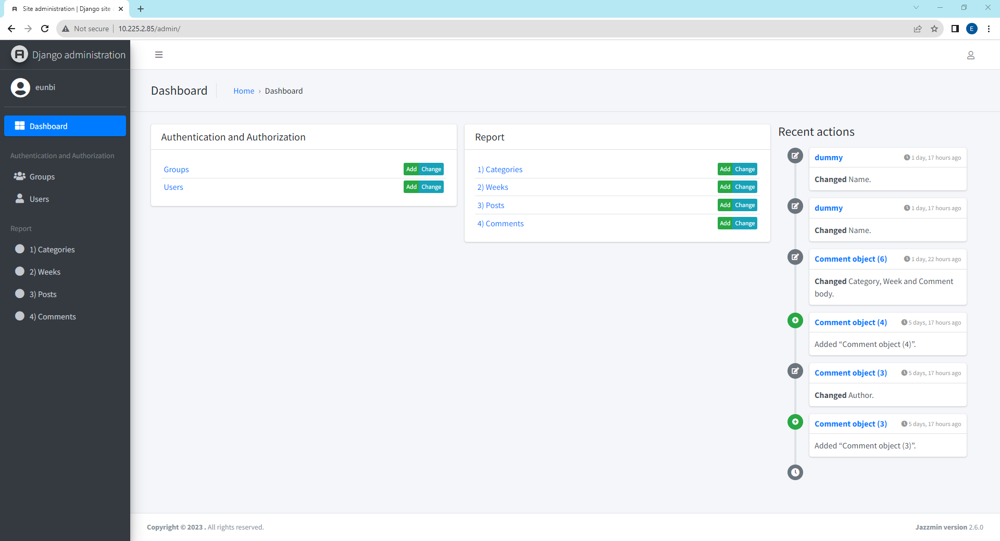 Site administration | Django site
Not secure
10.225.2.85/admin/
E
Django administration
eunbi
Dashboard
Authentication and Authorization
Groups
Users
Report
1) Categories
2) Weeks
3) Posts
4) Comments
Dashboard
Home › Dashboard
Authentication and Authorization
Groups Add Change
Users Add Change
Report
1) Categories Add Change
2) Weeks Add Change
3) Posts Add Change
4) Comments Add Change
Recent actions
dummy 1 day, 17 hours ago
Changed Name.
dummy 1 day, 17 hours ago
Changed Name.
Comment object (6) 1 day, 22 hours ago
Changed Category, Week and Comment
body.
Comment object (4) 5 days, 17 hours ago
Added “Comment object (4)”.
Comment object (3) 5 days, 17 hours ago
Changed Author.
Comment object (3) 5 days, 17 hours ago
Added “Comment object (3)”.
Copyright © 2023 . All rights reserved.
Jazzmin version 2.6.0